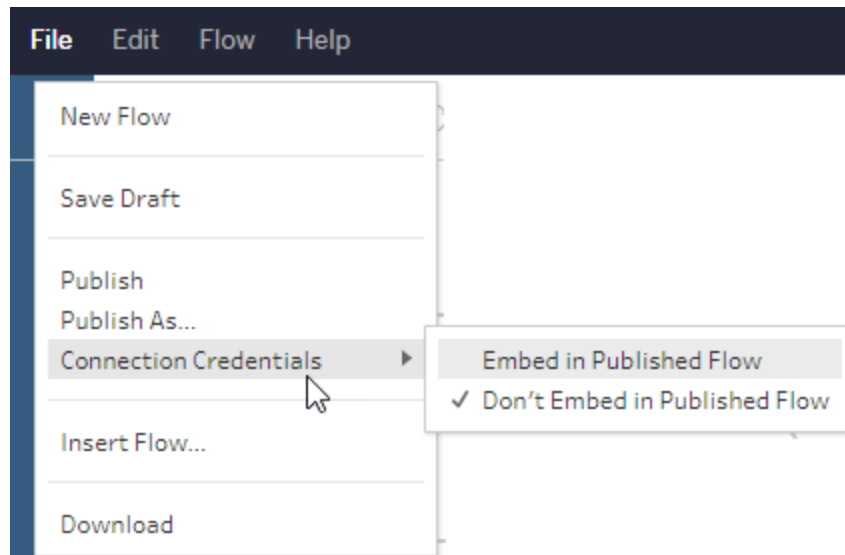 File Edit Flow Help
New Flow
Save Draft
Publish
Publish As...
Connection Credentials
Embed in Published Flow
✓ Don't Embed in Published Flow
Insert Flow...
Download